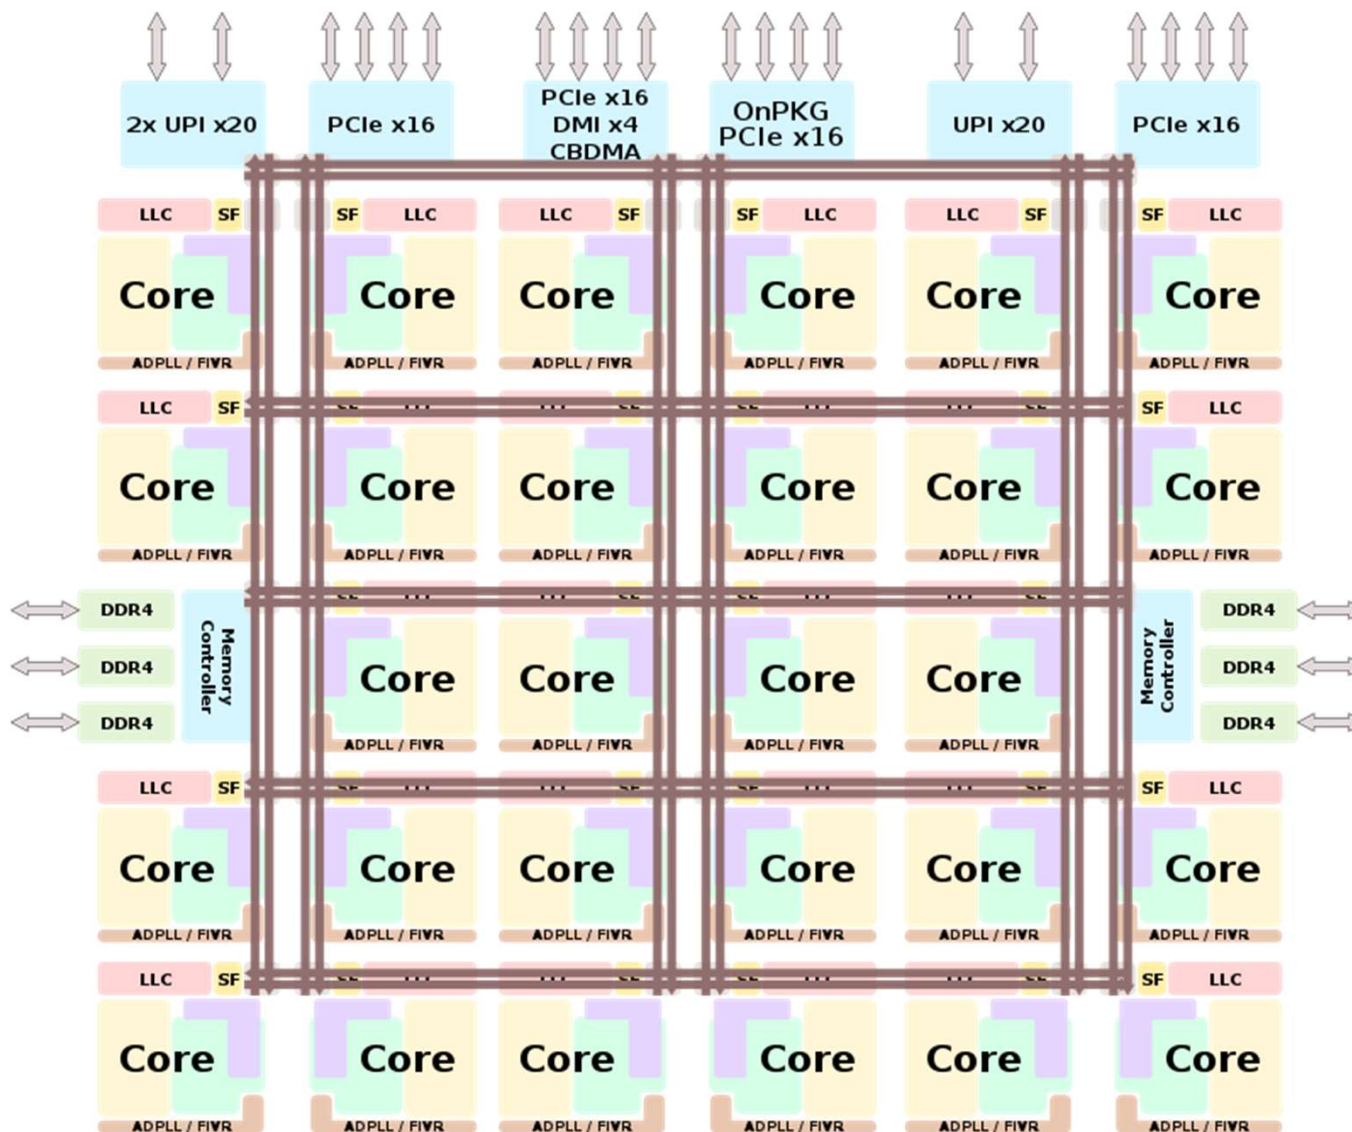 2x UPI x20
PCIe x16
PCIe x16
DMI x4
CBDMA
OnPKG
PCIe x16
UPI x20
PCIe x16
LLC SF SF LLC LLC SF SF LLC LLC SF SF LLC
Core Core Core Core Core Core
ADPLL / FIVR ADPLL / FIVR ADPLL / FIVR ADPLL / FIVR ADPLL / FIVR ADPLL / FIVR
LLC SF SF LLC
Core Core Core Core Core Core
ADPLL / FIVR ADPLL / FIVR ADPLL / FIVR ADPLL / FIVR ADPLL / FIVR ADPLL / FIVR
DDR4
DDR4
DDR4
Memory
Controller
Core Core Core Core
ADPLL / FIVR ADPLL / FIVR ADPLL / FIVR ADPLL / FIVR
Memory
Controller
DDR4
DDR4
DDR4
LLC SF SF LLC
Core Core Core Core Core Core
ADPLL / FIVR ADPLL / FIVR ADPLL / FIVR ADPLL / FIVR ADPLL / FIVR ADPLL / FIVR
LLC SF SF LLC
Core Core Core Core Core Core
ADPLL / FIVR ADPLL / FIVR ADPLL / FIVR ADPLL / FIVR ADPLL / FIVR ADPLL / FIVR